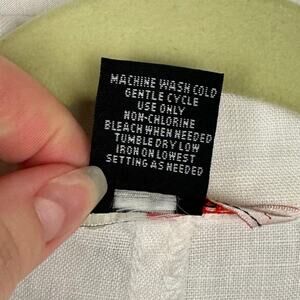 MACHINE WASH COLD
GENTLE CYCLE
USE ONLY
NON-CHLORINE
BLEACH WHEN NEEDED
TUMBLE DRY LOW
IRON ON LOWEST
SETTING AS NEEDED